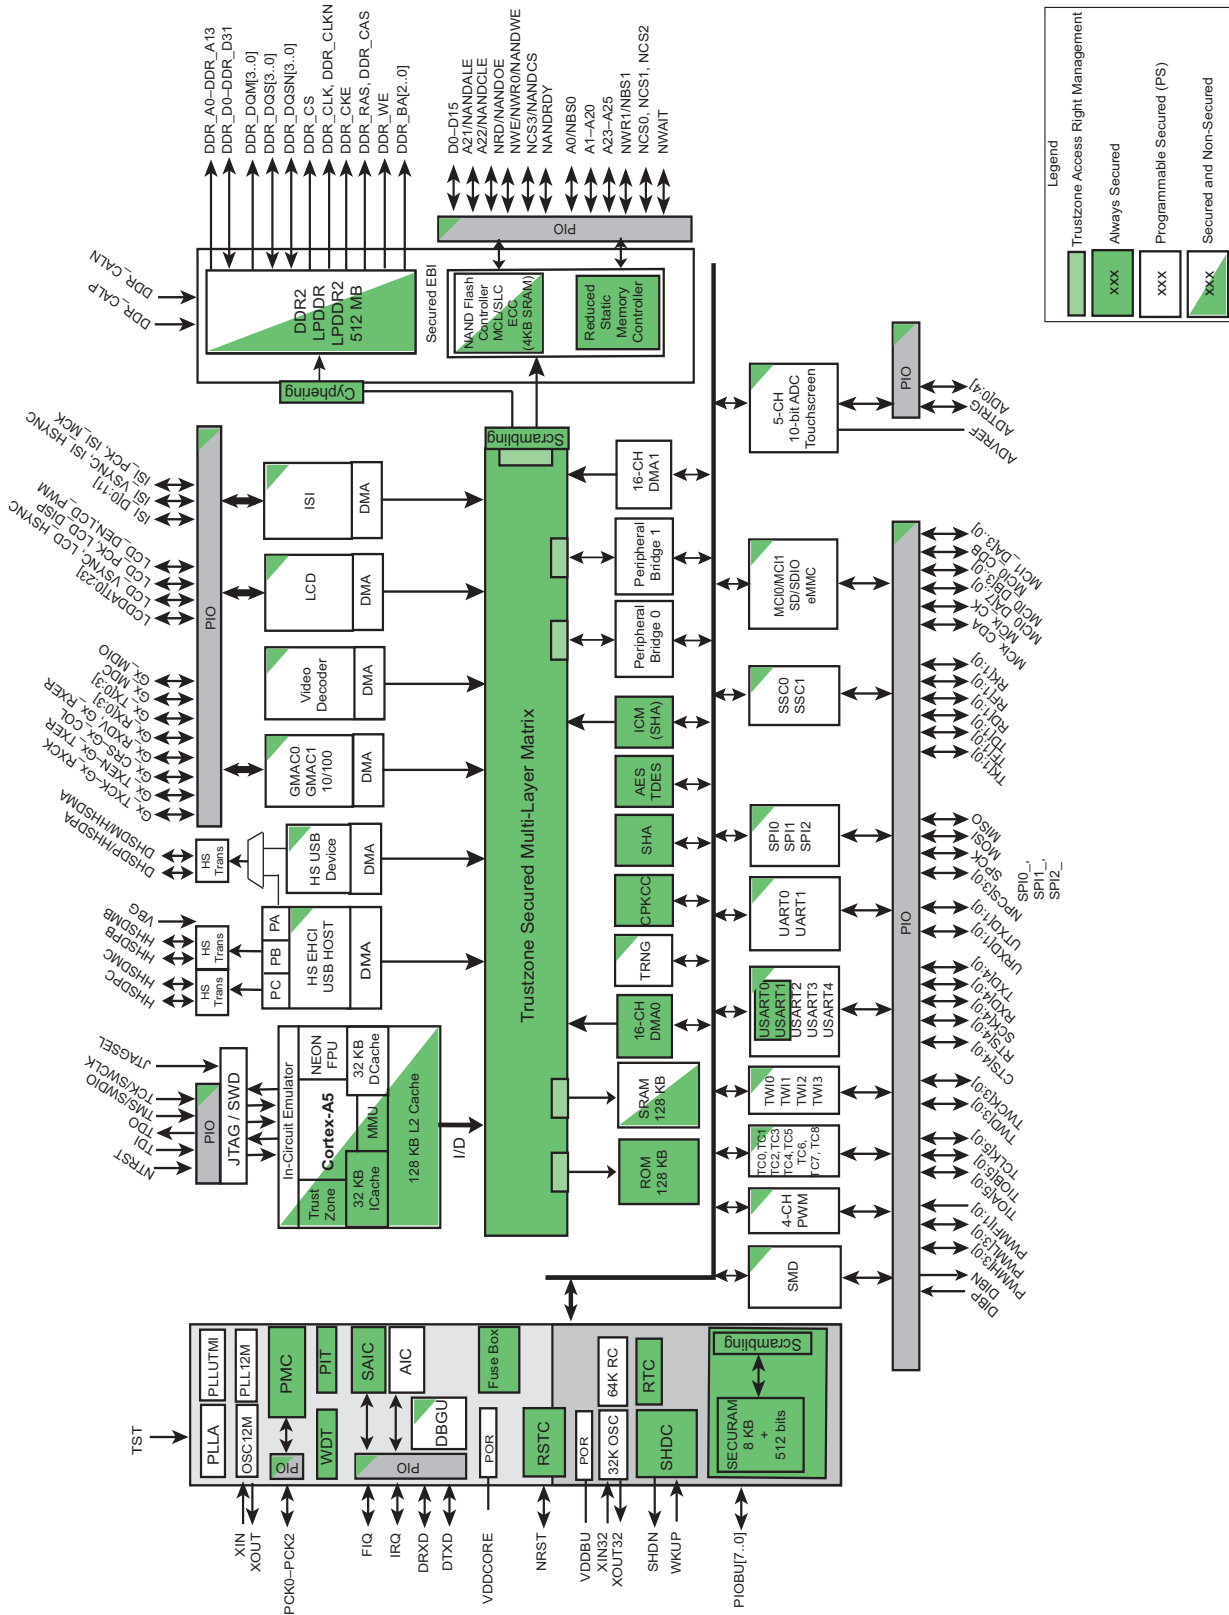 TST
XIN
XOUT
PCK0–PCK2
FIQ
IRQ
DRXD
DTXD
VDDCORE
NRST
VDDBU
XIN32
XOUT32
SHDN
WKUP
PIOBU[7..0]
PLLA
PLLUTMI
OSC12M
PLL12M
PIO
PMC
WDT
PIT
PIO
SAIC
AIC
DBGU
POR
Fuse Box
RSTC
POR
32K OSC
64K RC
SHDC
RTC
SECURAM
8 KB
+
512 bits
Scrambling
NTRST
TDI
TDO
TMS/SWDIO
TCK/SWCLK
JTAGSEL
PIO
JTAG / SWD
In-Circuit Emulator
Trust
Zone
Cortex-A5
NEON
FPU
32 KB
ICache
MMU
32 KB
DCache
128 KB L2 Cache
I/D
HHSDPC
HHSDMC
HHSDPB
HHSDMB
VBG
HS
Trans
HS
Trans
PC
PB
PA
HS EHCI
USB HOST
DMA
DHSDP/HHSDPA
DHSDM/HHSDMA
HS
Trans
HS USB
Device
DMA
Gx_TXCK-Gx_RXCK
Gx_TXEN-Gx_TXER
Gx_CRS-Gx_COL
Gx_RXDV, Gx_RXER
Gx_RX[0:3]
Gx_TX[0:3]
Gx_MDC
Gx_MDIO
PIO
GMAC0
GMAC1
10/100
DMA
Video
Decoder
DMA
LCDDAT[0:23]
LCD_VSYNC, LCD_HSYNC
LCD_PCK, LCD_DISP
LCD_DEN,LCD_PWM
LCD
DMA
ISI_D[0:11]
ISI_VSYNC, ISI_HSYNC
ISI_PCK, ISI_MCK
ISI
DMA
Trustzone Secured Multi-Layer Matrix
Scrambling
Cyphering
DDR_CALP
DDR_CALN
DDR2
LPDDR
LPDDR2
512 MB
DDR_A0–DDR_A13
DDR_D0–DDR_D31
DDR_DQM[3..0]
DDR_DQS[3..0]
DDR_DQSN[3..0]
DDR_CS
DDR_CLK, DDR_CLKN
DDR_CKE
DDR_RAS, DDR_CAS
DDR_WE
DDR_BA[2..0]
Secured EBI
NAND Flash
Controller
MCL/SLC
ECC
(4KB SRAM)
Reduced
Static
Memory
Controller
PIO
D0–D15
A21/NANDALE
A22/NANDCLE
NRD/NANDOE
NWE/NWR0/NANDWE
NCS3/NANDCS
NANDRDY
A0/NBS0
A1–A20
A23–A25
NWR1/NBS1
NCS0, NCS1, NCS2
NWAIT
ROM
128 KB
SRAM
128 KB
16-CH
DMA0
TRNG
CPKCC
SHA
AES
TDES
ICM
(SHA)
Peripheral
Bridge 0
Peripheral
Bridge 1
16-CH
DMA1
SMD
4-CH
PWM
TC0,TC1
TC2,TC3
TC4,TC5
TC6,
TC7, TC8
TWI0
TWI1
TWI2
TWI3
USART0
USART1
USART2
USART3
USART4
UART0
UART1
SPI0
SPI1
SPI2
SSC0
SSC1
MCI0/MCI1
SD/SDIO
eMMC
5-CH
10-bit ADC
Touchscreen
PIO
DIBP
DIBN
PWMH[3:0]
PWML[3:0]
PWMFI[1:0]
TIOA[5:0]
TIOB[5:0]
TCLK[5:0]
TWD[3:0]
TWCK[3:0]
CTS[4:0]
RTS[4:0]
SCK[4:0]
RXD[4:0]
TXD[4:0]
URXD[1:0]
UTXD[1:0]
NPCS[3:0]
SPCK
MOSI
MISO
SPI0_,
SPI1_,
SPI2_
TK[1:0]
TF[1:0]
TD[1:0]
RD[1:0]
RF[1:0]
RK[1:0]
MCIx_CDA
MCIx_CK
MCI0_DA[7:0]
MCI0_DB[3:0]
MCI0_CDB
MCI1_DA[3:0]
PIO
ADVREF
ADTRIG
AD[0:4]
Legend
Trustzone Access Right Management
xxx
Always Secured
xxx
Programmable Secured (PS)
xxx
Secured and Non-Secured